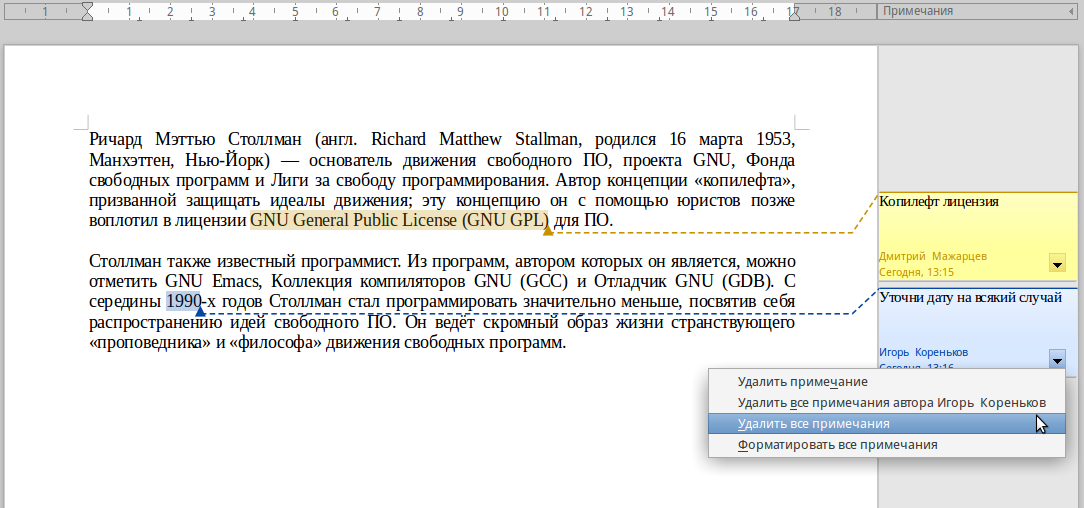 1 1 2 3 4 5 6 7 8 9 10 11 12 13 14 15 16 17 18 Примечания
Ричард Мэттью Столлман (англ. Richard Matthew Stallman, родился 16 марта 1953,
Манхэттен, Нью-Йорк) — основатель движения свободного ПО, проекта GNU, Фонда
свободных программ и Лиги за свободу программирования. Автор концепции «копилефта»,
призванной защищать идеалы движения; эту концепцию он с помощью юристов позже
воплотил в лицензии GNU General Public License (GNU GPL) для ПО.
Столлман также известный программист. Из программ, автором которых он является, можно
отметить GNU Emacs, Коллекция компиляторов GNU (GCC) и Отладчик GNU (GDB). С
середины 1990-х годов Столлман стал программировать значительно меньше, посвятив себя
распространению идей свободного ПО. Он ведёт скромный образ жизни странствующего
«проповедника» и «философа» движения свободных программ.
Копилефт лицензия
Дмитрий Мажарцев
Сегодня, 13:15
Уточни дату на всякий случай
Игорь Кореньков
Сегодня, 13:16
Удалить примечание
Удалить все примечания автора Игорь Кореньков
Удалить все примечания
Форматировать все примечания